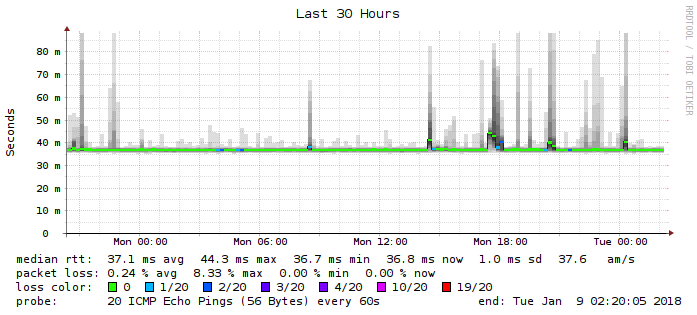 Last 30 Hours
RRDTOOL / TOBI OETIKER
Seconds
80 m
70 m
60 m
50 m
40 m
30 m
20 m
10 m
0
Mon 00:00 Mon 06:00 Mon 12:00 Mon 18:00 Tue 00:00
median rtt: 37.1 ms avg 44.3 ms max 36.7 ms min 36.8 ms now 1.0 ms sd 37.6 am/s
packet loss: 0.24 % avg 8.33 % max 0.00 % min 0.00 % now
loss color: 0 1/20 2/20 3/20 4/20 10/20 19/20
probe: 20 ICMP Echo Pings (56 Bytes) every 60s end: Tue Jan 9 02:20:05 2018